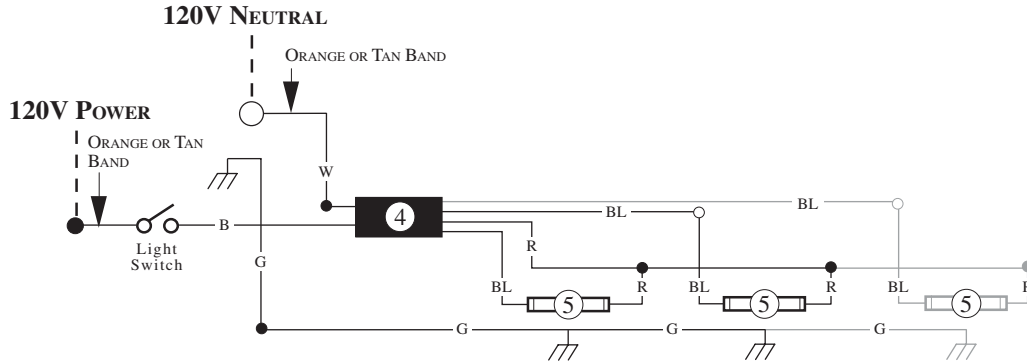 120V NEUTRAL
ORANGE OR TAN BAND
120V POWER
ORANGE OR TAN
BAND
W
4
BL
BL
B
R
Light
Switch
G
BL
5
R
BL
5
R
BL
5
G
G
G